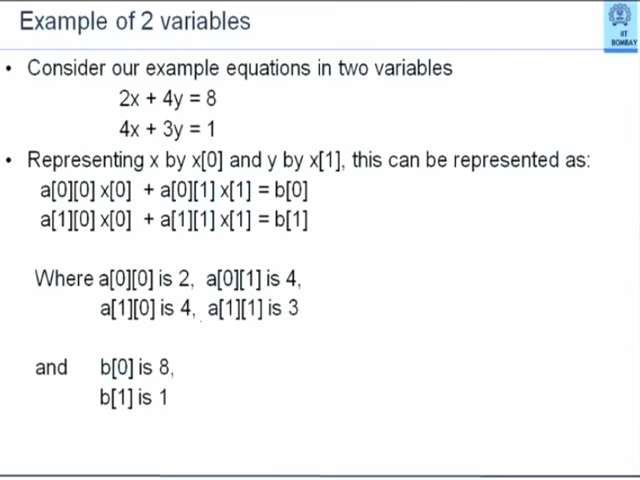 Example of 2 variables
IIT
BOMBAY
• Consider our example equations in two variables
2x + 4y = 8
4x + 3y = 1
• Representing x by x[0] and y by x[1], this can be represented as:
a[0][0] x[0] + a[0][1] x[1] = b[0]
a[1][0] x[0] + a[1][1] x[1] = b[1]
Where a[0][0] is 2, a[0][1] is 4,
a[1][0] is 4, a[1][1] is 3
and b[0] is 8,
b[1] is 1